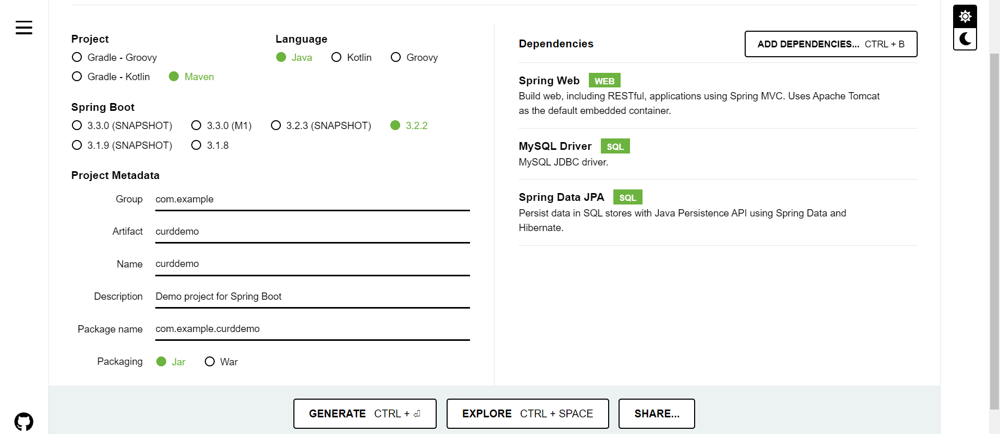 Project
Gradle - Groovy
Gradle - Kotlin Maven
Language
Java Kotlin Groovy
Spring Boot
3.3.0 (SNAPSHOT) 3.3.0 (M1) 3.2.3 (SNAPSHOT) 3.2.2
3.1.9 (SNAPSHOT) 3.1.8
Project Metadata
Group com.example
Artifact curddemo
Name curddemo
Description Demo project for Spring Boot
Package name com.example.curddemo
Packaging Jar War
Dependencies ADD DEPENDENCIES... CTRL + B
Spring Web WEB
Build web, including RESTful, applications using Spring MVC. Uses Apache Tomcat
as the default embedded container.
MySQL Driver SQL
MySQL JDBC driver.
Spring Data JPA SQL
Persist data in SQL stores with Java Persistence API using Spring Data and
Hibernate.
GENERATE CTRL + ⏎ EXPLORE CTRL + SPACE SHARE...